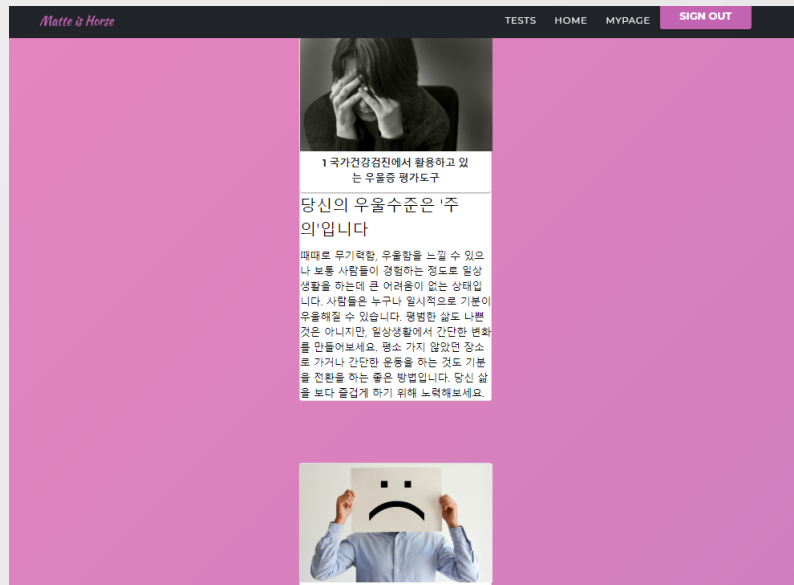 Matte is Horse
TESTS HOME MYPAGE SIGN OUT
1 국가건강검진에서 활용하고 있
는 우울증 평가도구
당신의 우울수준은 '주
의'입니다
때때로 무기력함, 우울함을 느낄 수 있으
나 보통 사람들이 경험하는 정도로 일상
생활을 하는데 큰 어려움이 없는 상태입
니다. 사람들은 누구나 일시적으로 기분이
우울해질 수 있습니다. 평범한 삶도 나쁜
것은 아니지만, 일상생활에서 간단한 변화
를 만들어보세요. 평소 가지 않았던 장소
로 가거나 간단한 운동을 하는 것도 기분
을 전환을 하는 좋은 방법입니다. 당신 삶
을 보다 즐겁게 하기 위해 노력해보세요.